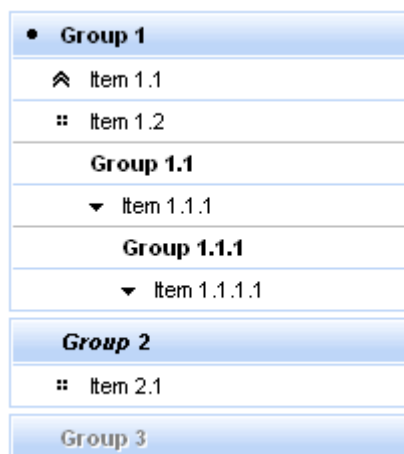 Group 1
Item 1.1
Item 1.2
Group 1.1
Item 1.1.1
Group 1.1.1
Item 1.1.1.1
Group 2
Item 2.1
Group 3